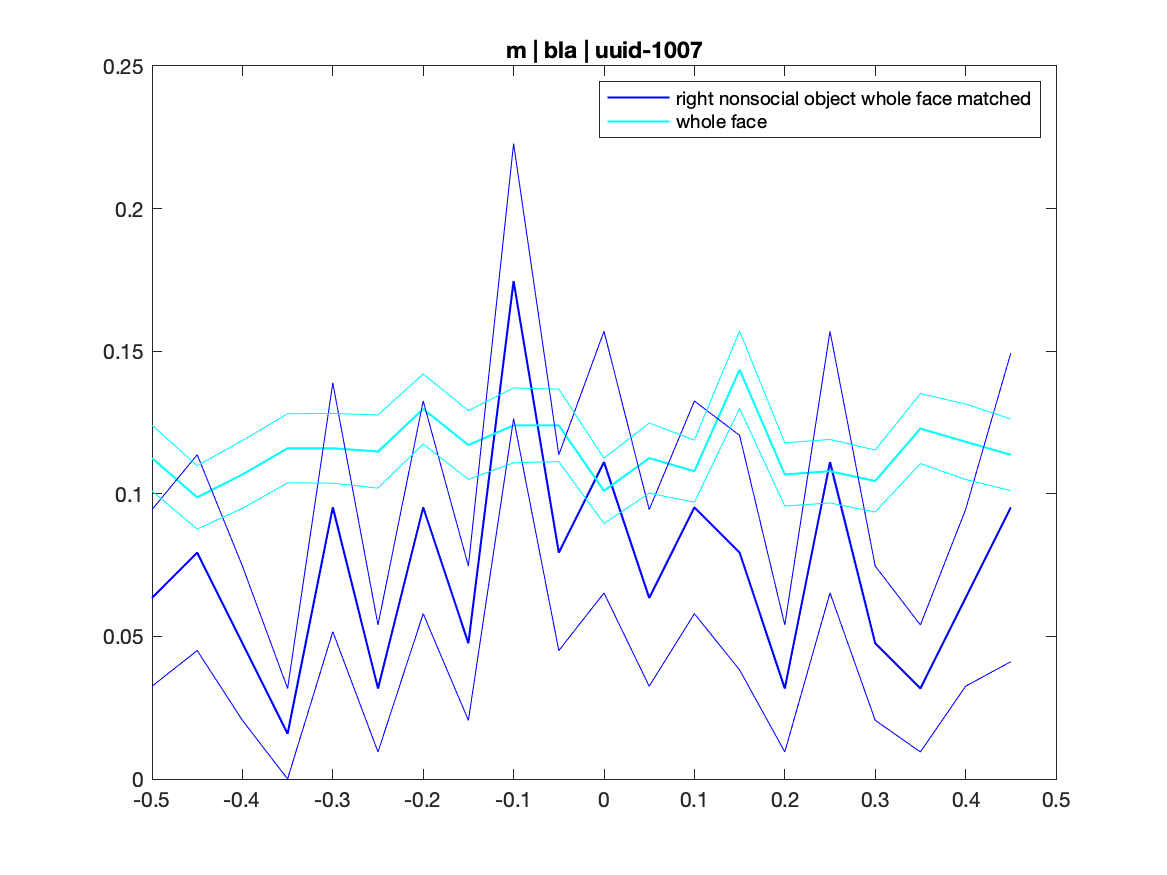 m | bla | uuid-1007
0.25
right nonsocial object whole face matched
whole face
0.2
0.15
0.1
0.05
0
-0.5 -0.4 -0.3 -0.2 -0.1 0 0.1 0.2 0.3 0.4 0.5